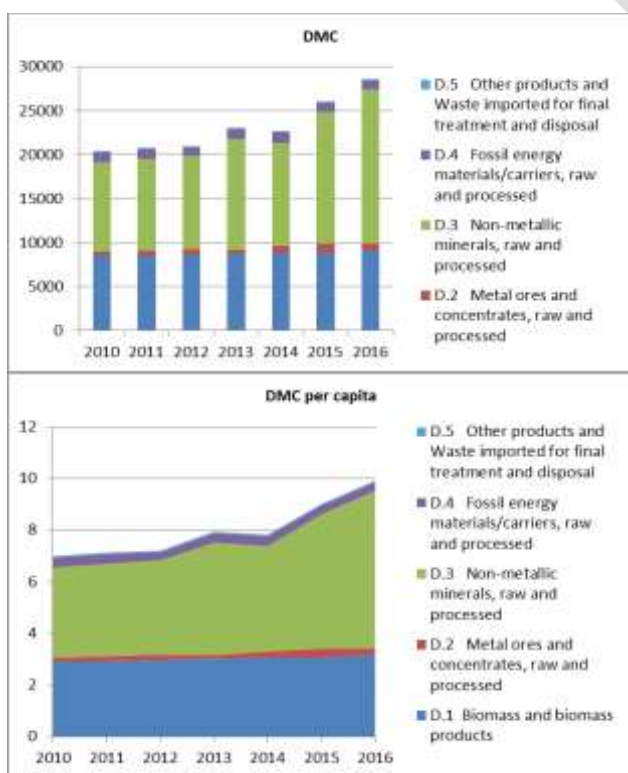 DMC
30000
25000
20000
15000
10000
5000
0
2010 2011 2012 2013 2014 2015 2016
D.5 Other products and
Waste imported for final
treatment and disposal
D.4 Fossil energy
materials/carriers, raw
and processed
D.3 Non-metallic
minerals, raw and
processed
D.2 Metal ores and
concentrates, raw and
processed
DMC per capita
12
10
8
6
4
2
0
2010 2011 2012 2013 2014 2015 2016
D.5 Other products and
Waste imported for final
treatment and disposal
D.4 Fossil energy
materials/carriers, raw
and processed
D.3 Non-metallic
minerals, raw and
processed
D.2 Metal ores and
concentrates, raw and
processed
D.1 Biomass and biomass
products